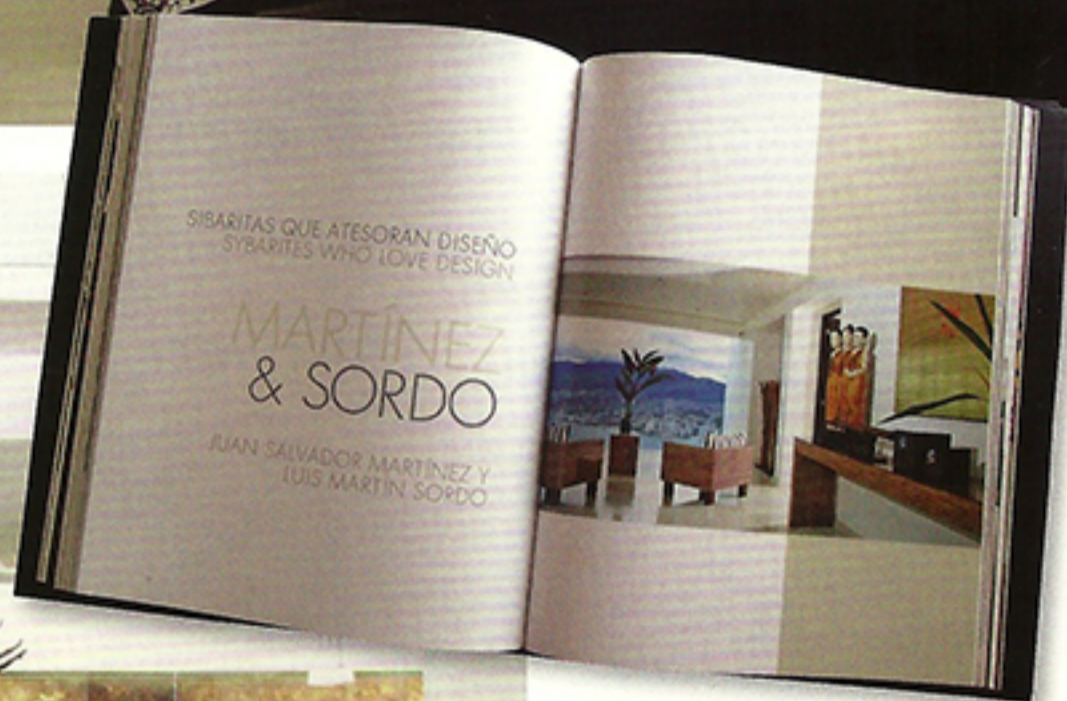 SIBARITAS QUE ATESORAN DISEÑO
SYBARITES WHO LOVE DESIGN
MARTÍNEZ
& SORDO
JUAN SALVADOR MARTÍNEZ Y
LUIS MARTÍN SORDO